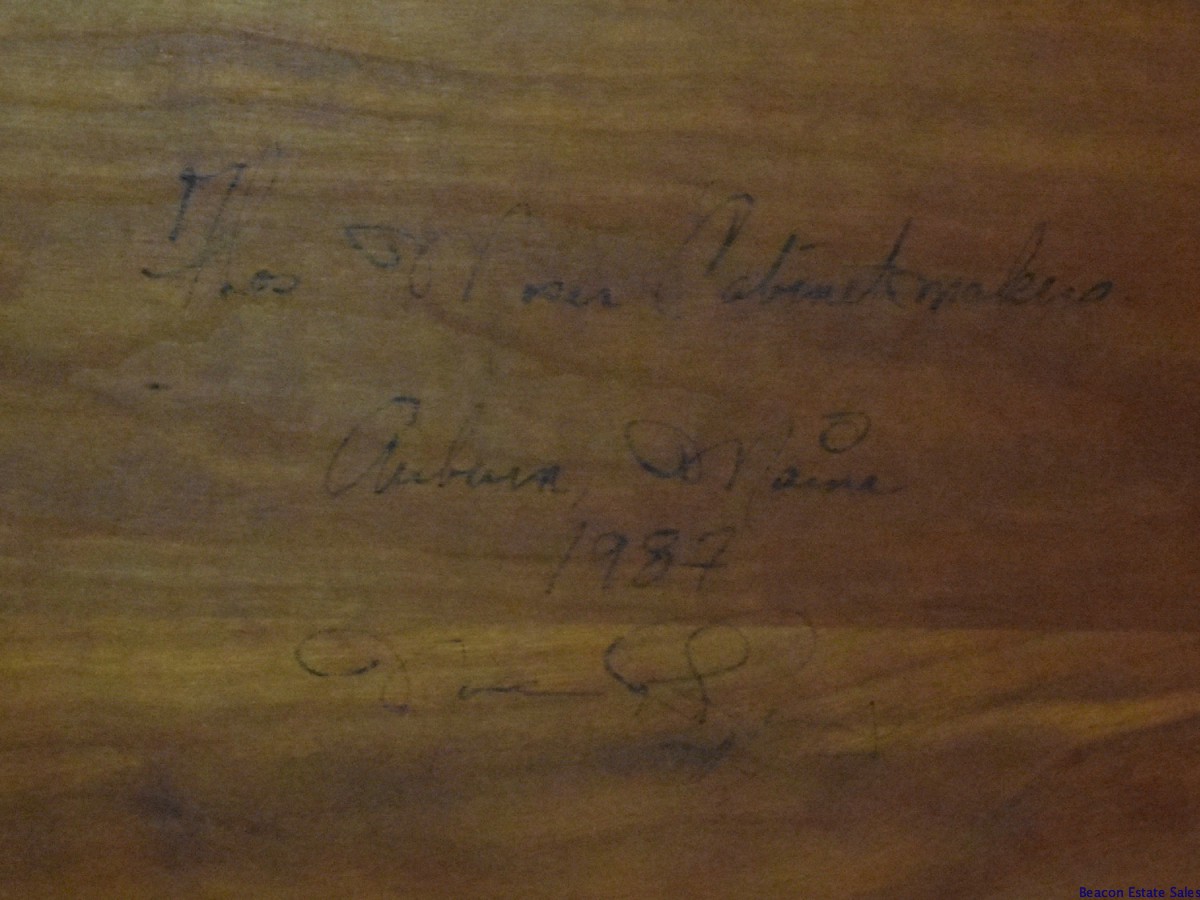 Thos Moser Cabinetmakers
Auburn, Maine
1987
Beacon Estate Sales